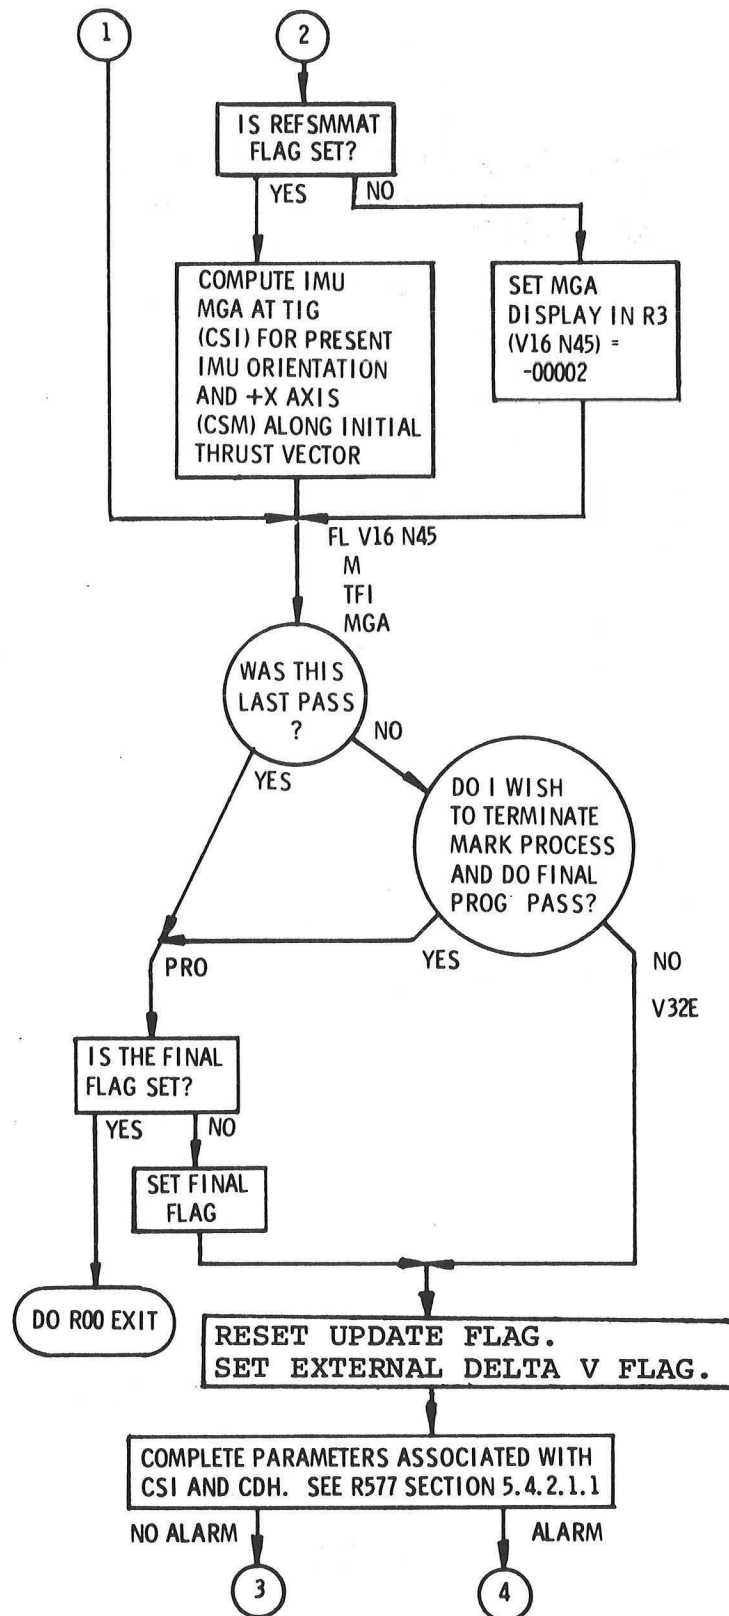 1
2
IS REFSMMAT
FLAG SET?
YES
NO
COMPUTE IMU
MGA AT TIG
(CSI) FOR PRESENT
IMU ORIENTATION
AND +X AXIS
(CSM) ALONG INITIAL
THRUST VECTOR
SET MGA
DISPLAY IN R3
(V16 N45) =
-00002
FL V16 N45
M
TFI
MGA
WAS THIS
LAST PASS
?
NO
YES
DO I WISH
TO TERMINATE
MARK PROCESS
AND DO FINAL
PROG PASS?
YES
NO
V32E
PRO
IS THE FINAL
FLAG SET?
YES
NO
SET FINAL
FLAG
DO R00 EXIT
RESET UPDATE FLAG.
SET EXTERNAL DELTA V FLAG.
COMPLETE PARAMETERS ASSOCIATED WITH
CSI AND CDH. SEE R577 SECTION 5.4.2.1.1
NO ALARM
ALARM
3
4